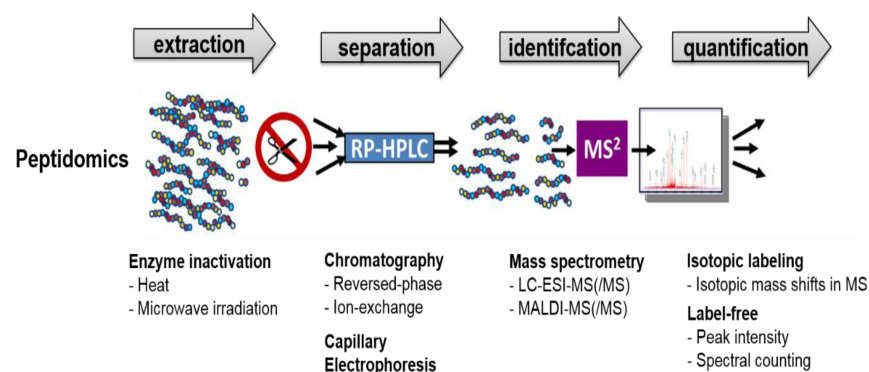 extraction
separation
identifcation
quantification
Peptidomics
RP-HPLC
MS²
Enzyme inactivation
- Heat
- Microwave irradiation
Chromatography
- Reversed-phase
- Ion-exchange
Capillary
Electrophoresis
Mass spectrometry
- LC-ESI-MS(/MS)
- MALDI-MS(/MS)
Isotopic labeling
- Isotopic mass shifts in MS
Label-free
- Peak intensity
- Spectral counting